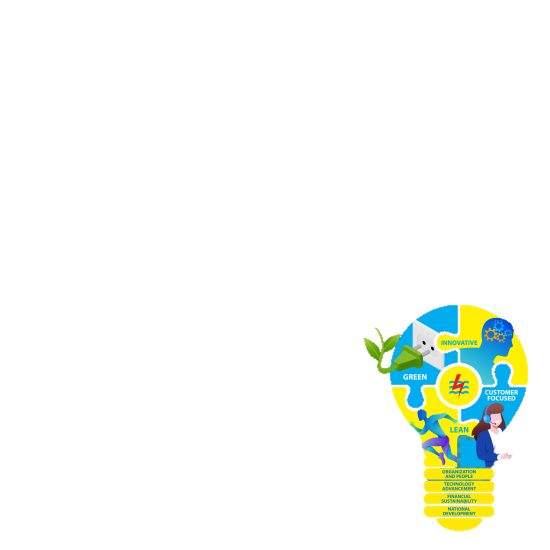 INNOVATIVE
GREEN
CUSTOMER
FOCUSED
LEAN
ORGANIZATION
AND PEOPLE
TECHNOLOGY
ADVANCEMENT
FINANCIAL
SUSTAINABILITY
NATIONAL
DEVELOPMENT